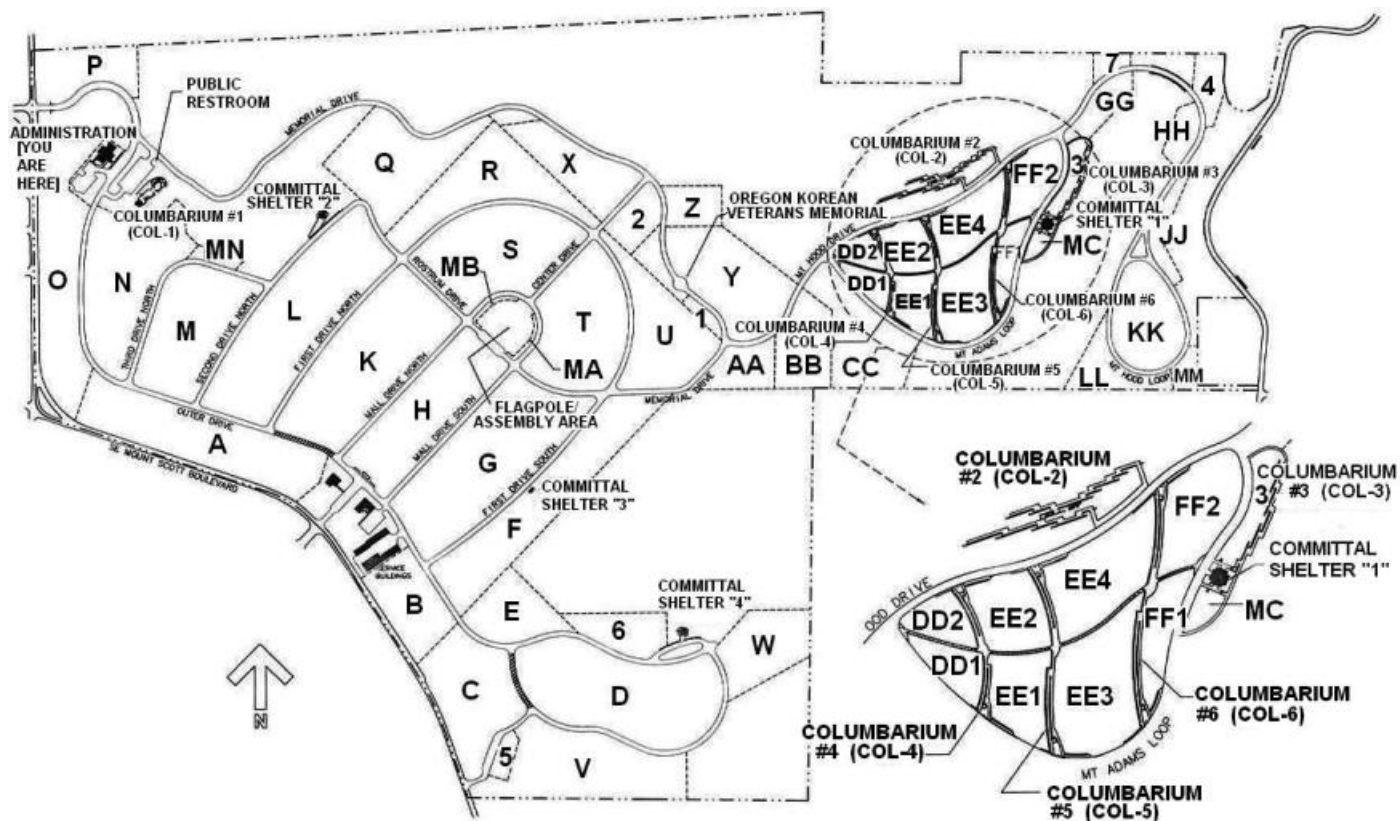 P
PUBLIC
RESTROOM
ADMINISTRATION
[YOU
ARE
HERE]
COLUMBARIUM #1
(COL-1)
MEMORIAL DRIVE
COMMITTAL
SHELTER "2"
Q
R
X
2
Z
OREGON KOREAN
VETERANS MEMORIAL
Y
1
O
N
MN
M
L
K
H
G
A
S
T
U
MB
MA
THIRD DRIVE NORTH
SECOND DRIVE NORTH
FIRST DRIVE NORTH
ROSTRUM DRIVE
CENTER DRIVE
MALL DRIVE NORTH
MALL DRIVE SOUTH
FIRST DRIVE SOUTH
OUTER DRIVE
SE MOUNT SCOTT BOULEVARD
FLAGPOLE/
ASSEMBLY AREA
MEMORIAL DRIVE
COMMITTAL
SHELTER "3"
F
SERVICE
BUILDINGS
B
E
6
COMMITTAL
SHELTER "4"
W
C
D
5
V
N
AA
BB
CC
MT HOOD DRIVE
COLUMBARIUM #2
(COL-2)
DD2
DD1
EE2
EE1
EE4
EE3
FF2
FF1
3
COLUMBARIUM #3
(COL-3)
COMMITTAL
SHELTER "1"
MC
COLUMBARIUM #4
(COL-4)
COLUMBARIUM #5
(COL-5)
COLUMBARIUM #6
(COL-6)
MT ADAMS LOOP
7
GG
4
HH
JJ
KK
LL
MT HOOD LOOP
MM
COLUMBARIUM
#2 (COL-2)
OOD DRIVE
DD2
DD1
EE2
EE1
EE4
EE3
FF2
FF1
3
COLUMBARIUM
#3 (COL-3)
COMMITTAL
SHELTER "1"
MC
COLUMBARIUM
#6 (COL-6)
COLUMBARIUM
#4 (COL-4)
MT ADAMS LOOP
COLUMBARIUM
#5 (COL-5)